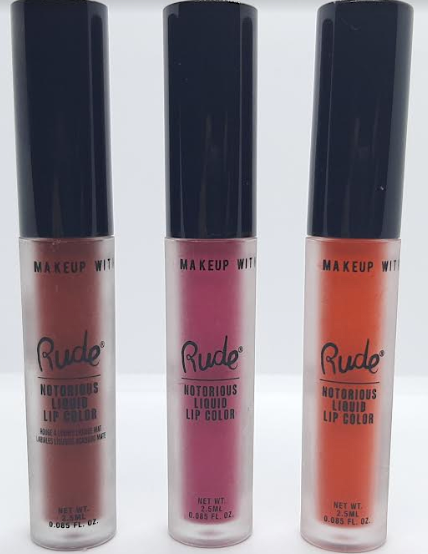 MAKEUP WITH
Rude®
NOTORIOUS
LIQUID
LIP COLOR
NET WT.
2.5ML
0.085 FL. OZ.
MAKEUP WIT
Rude®
NOTORIOUS
LIQUID
LIP COLOR
NET WT.
2.5ML
0.085 FL. OZ.
MAKEUP WIT
Rude®
NOTORIOUS
LIQUID
LIP COLOR
NET WT.
2.5ML
0.085 FL. OZ.